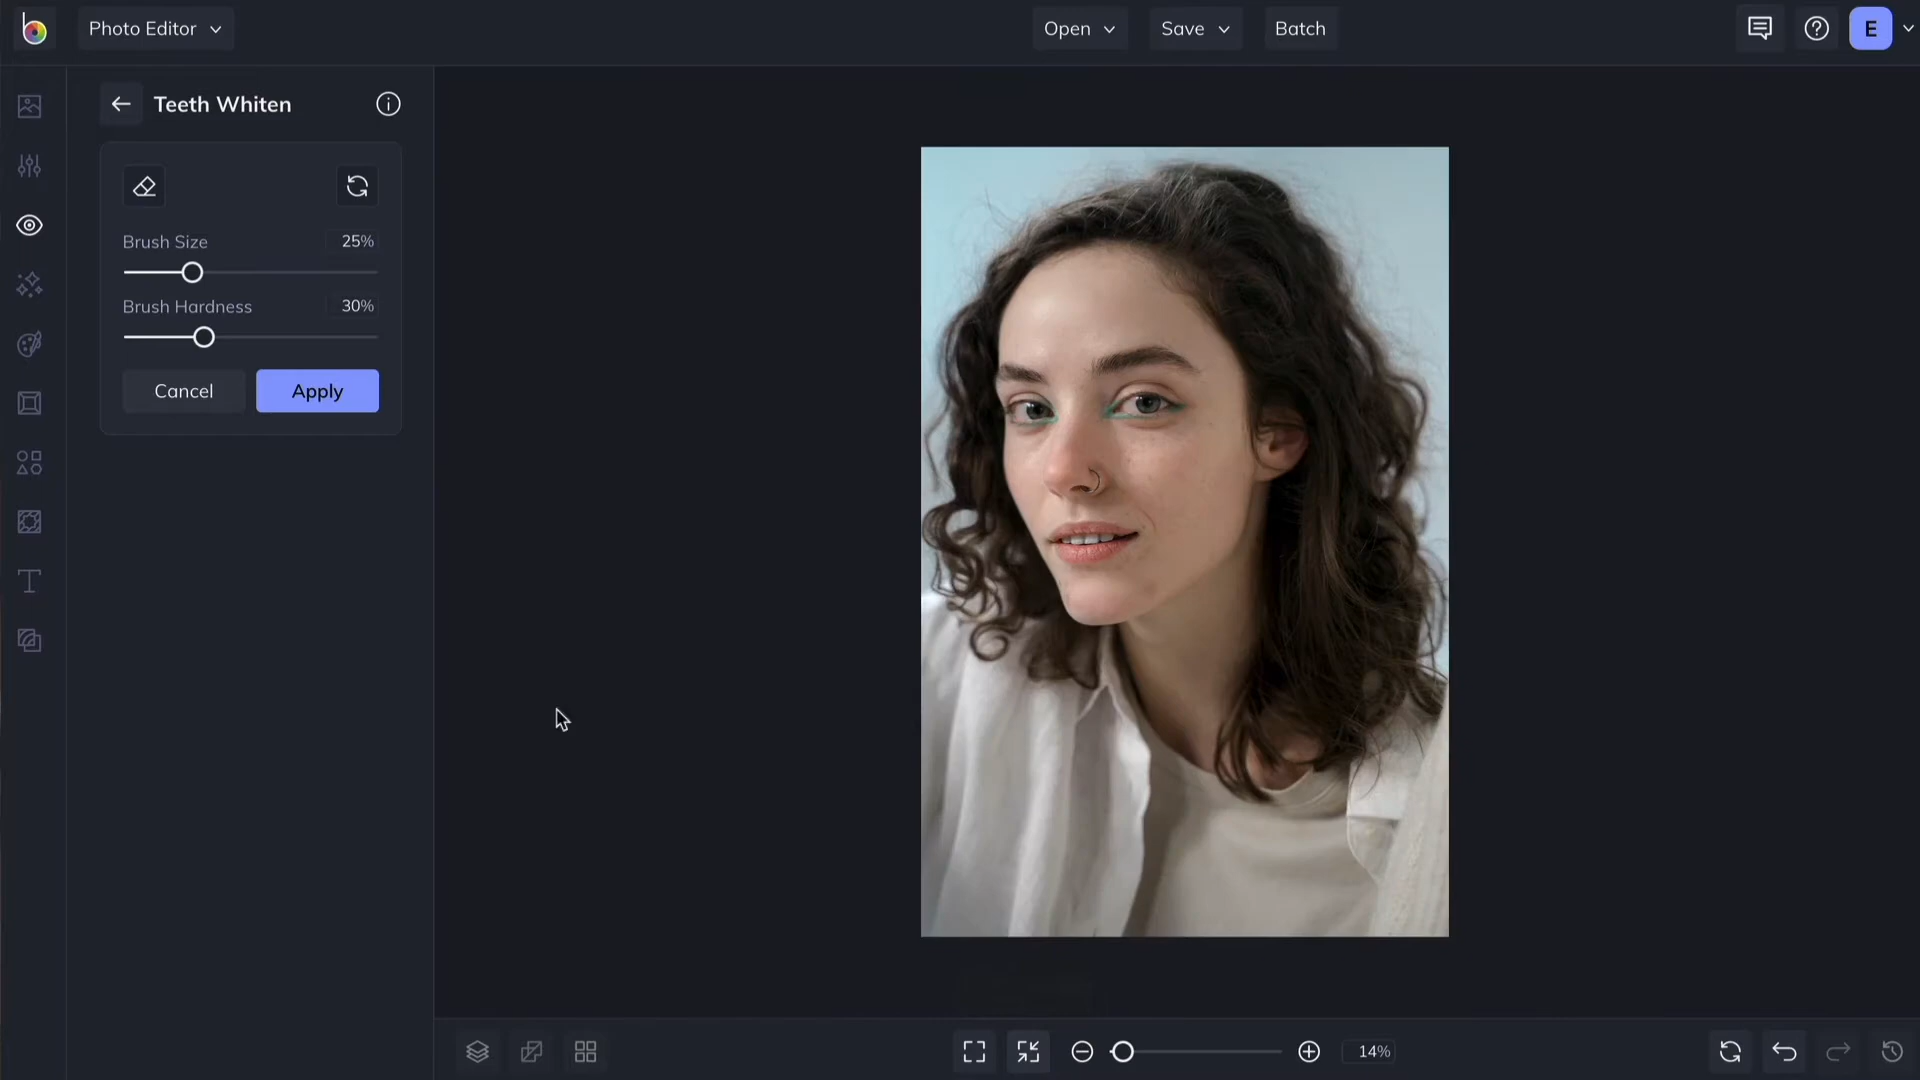 Photo Editor
Open
Save
Batch
E
Teeth Whiten
Brush Size 25%
Brush Hardness 30%
Cancel
Apply
14%